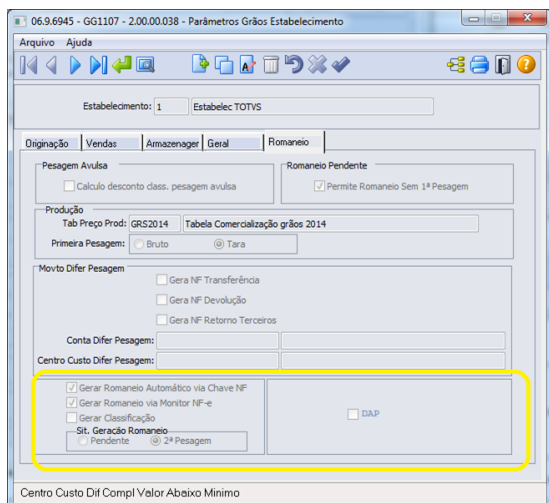 06.9.6945 - GG1107 - 2.00.00.038 - Parâmetros Grãos Estabelecimento
Arquivo Ajuda
Estabelecimento: 1 Estabelec TOTVS
Originação Vendas Armazenager Geral Romaneio
Pesagem Avulsa Romaneio Pendente
Calculo desconto class. pesagem avulsa Permite Romaneio Sem 1ª Pesagem
Produção
Tab Preço Prod: GRS2014 Tabela Comercialização grãos 2014
Primeira Pesagem: Bruto Tara
Movto Difer Pesagem
Gera NF Transferência
Gera NF Devolução
Gera NF Retorno Terceiros
Conta Difer Pesagem:
Centro Custo Difer Pesagem:
Gerar Romaneio Automático via Chave NF
Gerar Romaneio via Monitor NF-e
DAP
Gerar Classificação
Sit. Geração Romaneio
Pendente 2ª Pesagem
Centro Custo Dif Compl Valor Abaixo Minimo